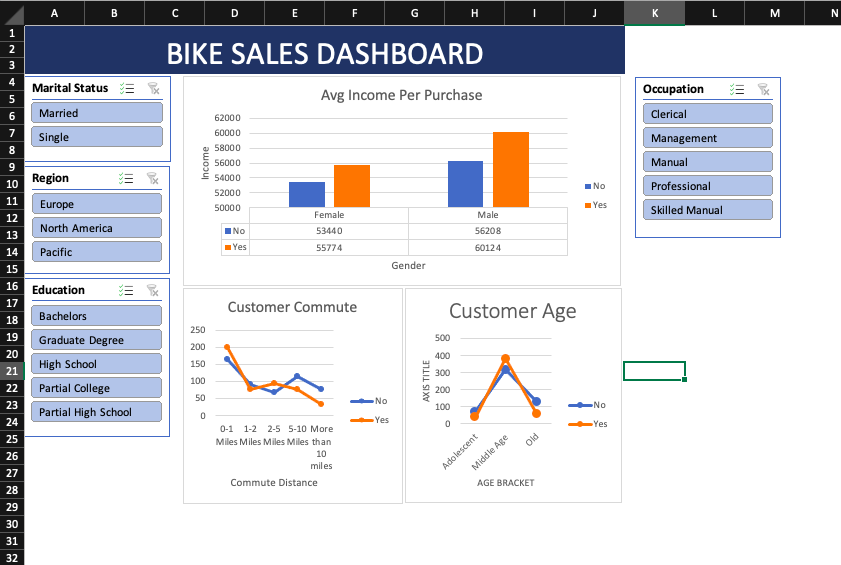 A B C D E F G H I J K L M N
1
2
3
4
5
6
7
8
9
10
11
12
13
14
15
16
17
18
19
20
21
22
23
24
25
26
27
28
29
30
31
32
BIKE SALES DASHBOARD
Marital Status
Married
Single
Region
Europe
North America
Pacific
Education
Bachelors
Graduate Degree
High School
Partial College
Partial High School
Avg Income Per Purchase
Income
62000
60000
58000
56000
54000
52000
50000
Female Male
No 53440 56208
Yes 55774 60124
Gender
No
Yes
Customer Commute
250
200
150
100
50
0
0-1 1-2 2-5 5-10 More
Miles Miles Miles Miles than
10
miles
Commute Distance
No
Yes
Customer Age
AXIS TITLE
500
400
300
200
100
0
Adolescent
Middle Age
Old
AGE BRACKET
No
Yes
Occupation
Clerical
Management
Manual
Professional
Skilled Manual